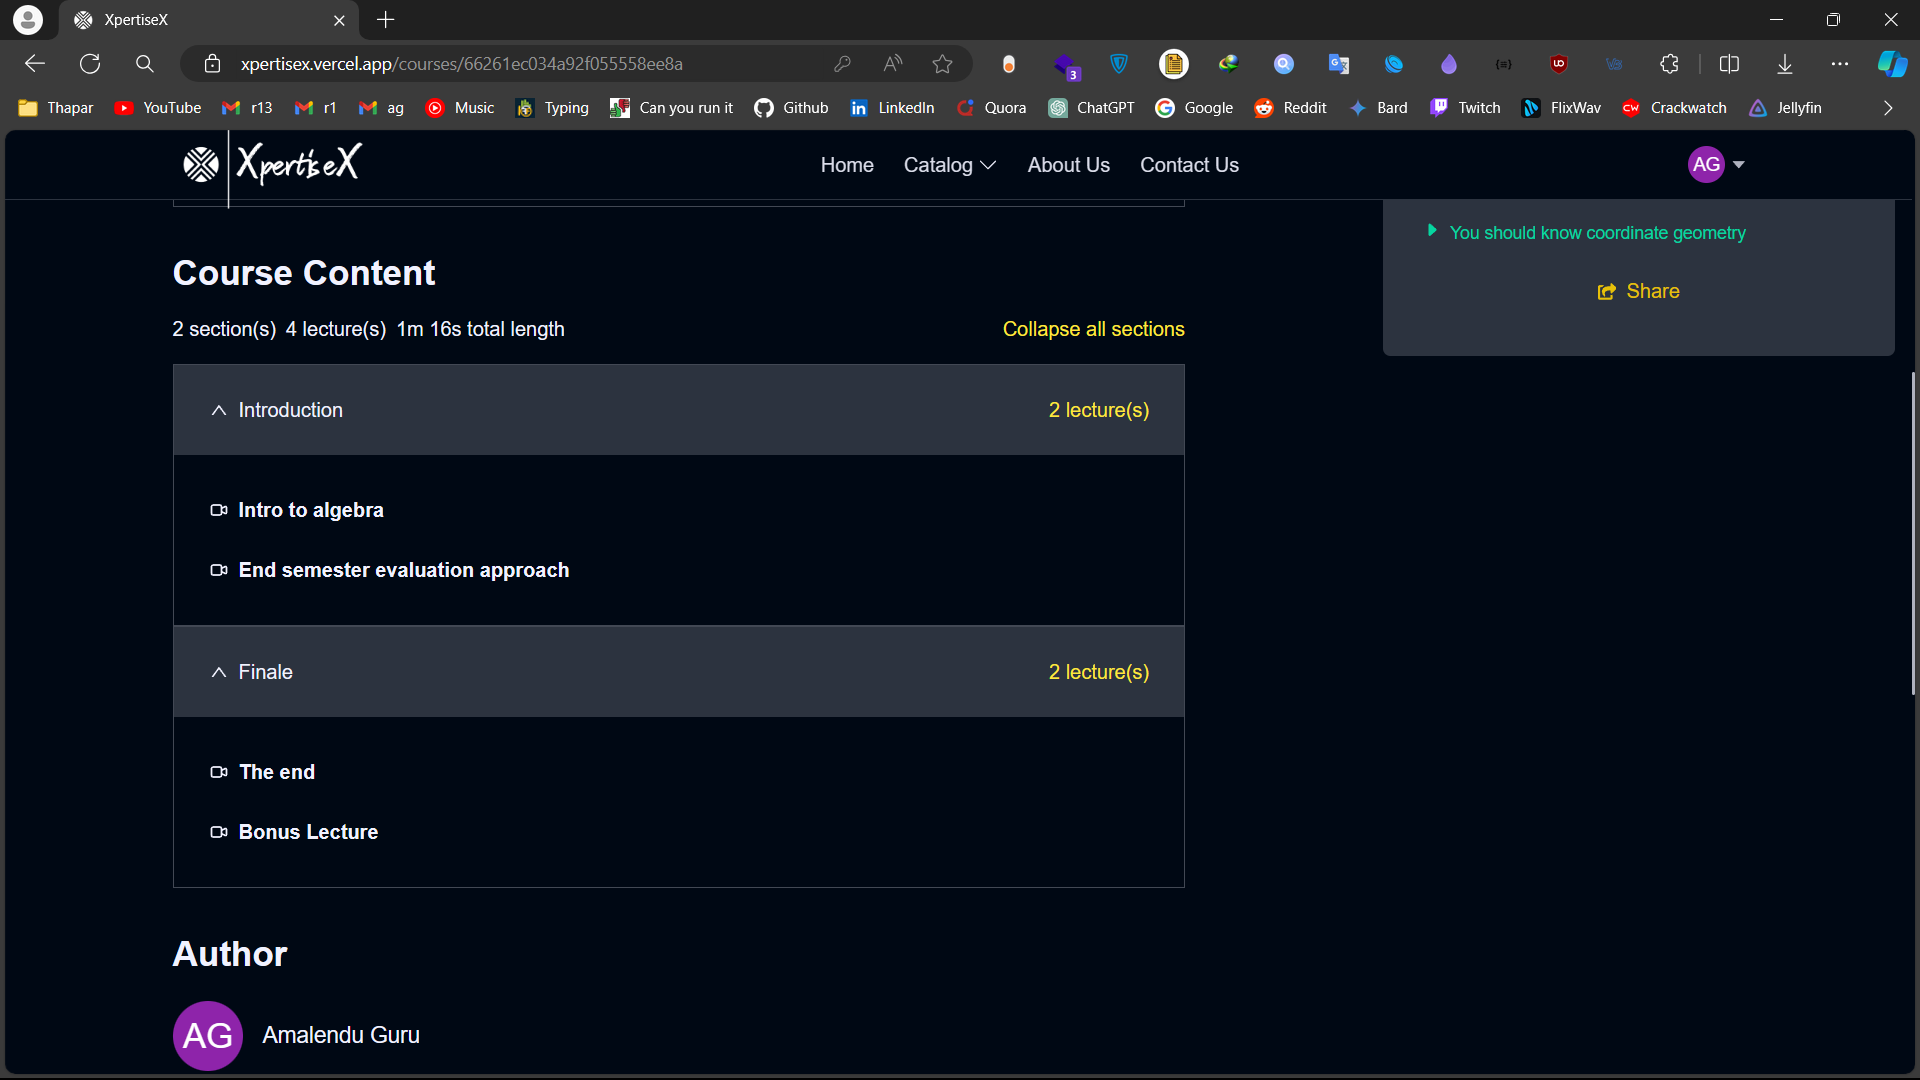 XpertiseX
xpertisex.vercel.app/courses/66261ec034a92f055558ee8a
3
Thapar YouTube r13 r1 ag Music Typing Can you run it Github LinkedIn Quora ChatGPT Google Reddit Bard Twitch FlixWav Crackwatch Jellyfin
XpertiseX Home Catalog About Us Contact Us AG
You should know coordinate geometry
Share
Course Content
2 section(s) 4 lecture(s) 1m 16s total length Collapse all sections
Introduction 2 lecture(s)
Intro to algebra
End semester evaluation approach
Finale 2 lecture(s)
The end
Bonus Lecture
Author
AG Amalendu Guru